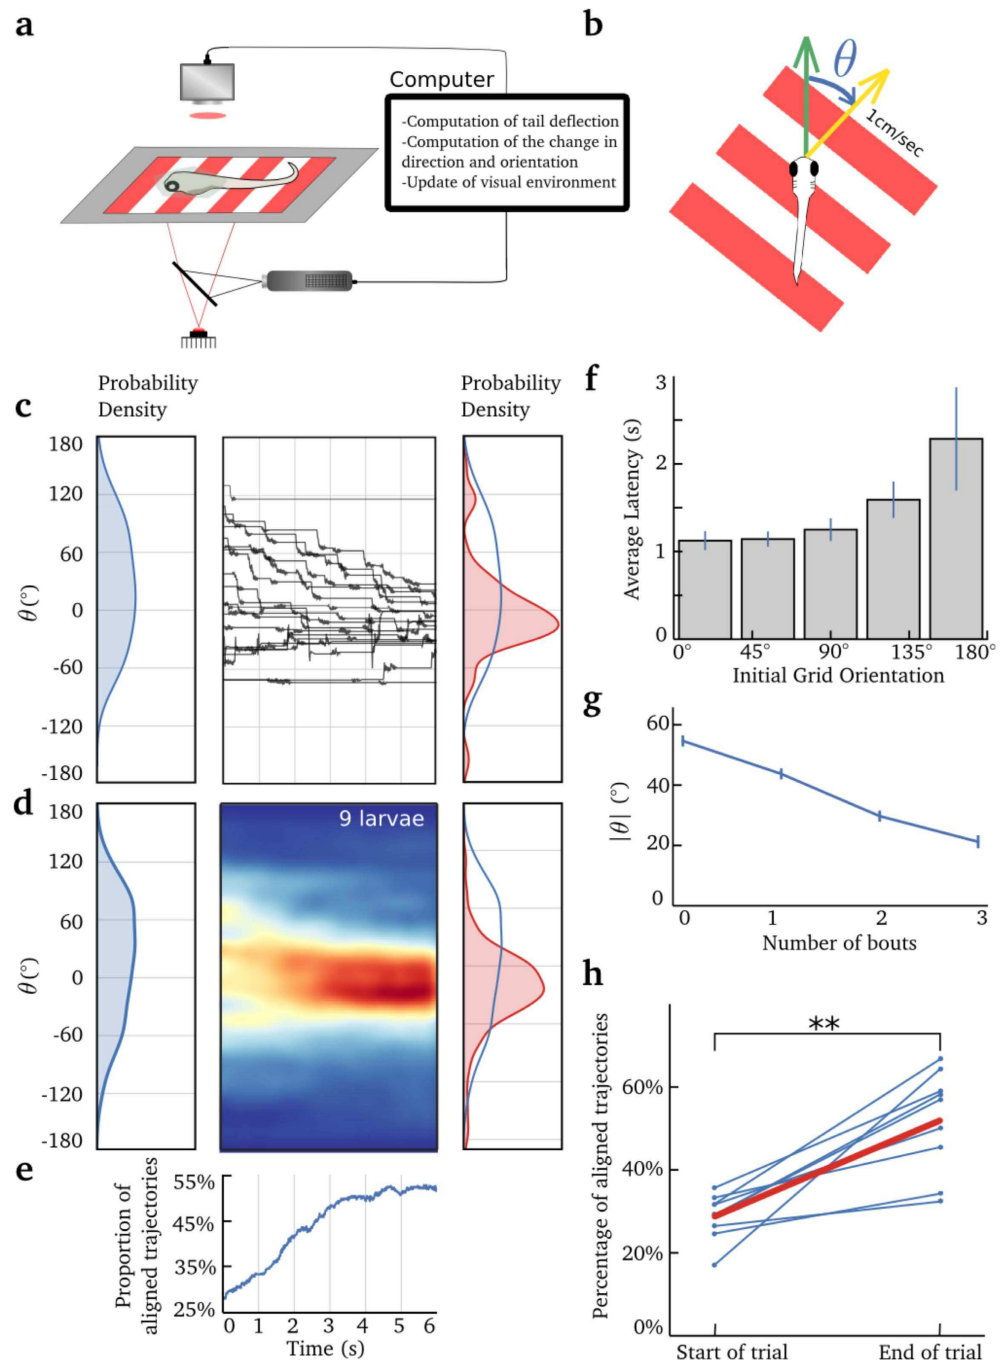 a
Computer
-Computation of tail deflection
-Computation of the change in
direction and orientation
-Update of visual environment
b
θ
1cm/sec
c
Probability
Density
Probability
Density
θ(°)
180
120
60
0
-60
-120
-180
d
9 larvae
θ(°)
180
120
60
0
-60
-120
-180
e
Proportion of
aligned trajectories
55%
45%
35%
25%
0 1 2 3 4 5 6
Time (s)
f
Average Latency (s)
3
2
1
0
0° 45° 90° 135° 180°
Initial Grid Orientation
g
|θ| (°)
60
40
20
0
0 1 2 3
Number of bouts
h
Percentage of aligned trajectories
**
60%
40%
20%
0%
Start of trial End of trial